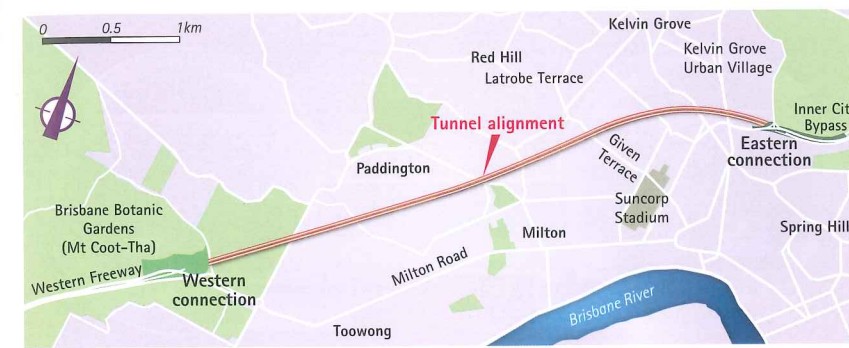 0 0.5 1km
Kelvin Grove
Kelvin Grove
Urban Village
Red Hill
Latrobe Terrace
Inner Cit
Bypass
Tunnel alignment
Given
Terrace
Eastern
connection
Paddington
Suncorp
Stadium
Brisbane Botanic
Gardens
(Mt Coot-Tha)
Milton
Spring Hill
Western Freeway
Milton Road
Western
connection
Brisbane River
Toowong